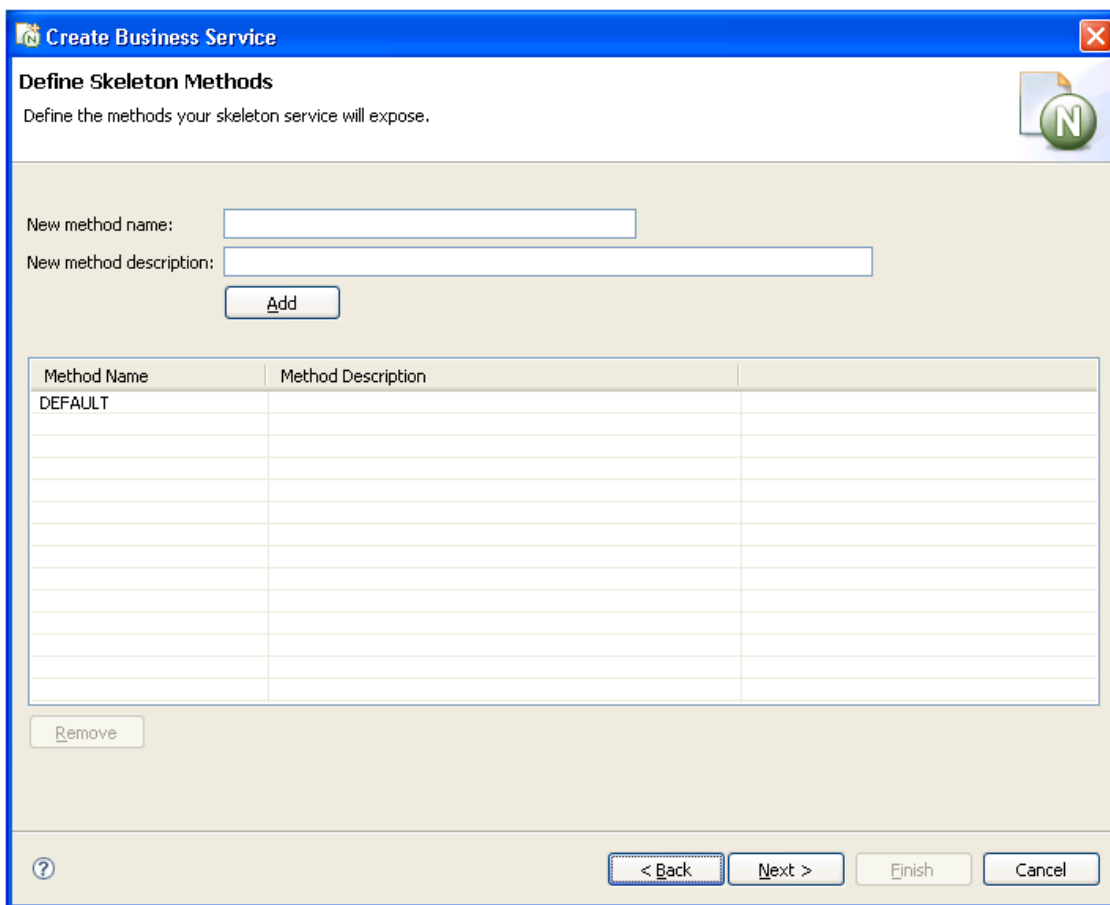 Create Business Service
Define Skeleton Methods
Define the methods your skeleton service will expose.
N
New method name:
New method description:
Add
Method Name Method Description
DEFAULT
Remove
? < Back Next > Finish Cancel